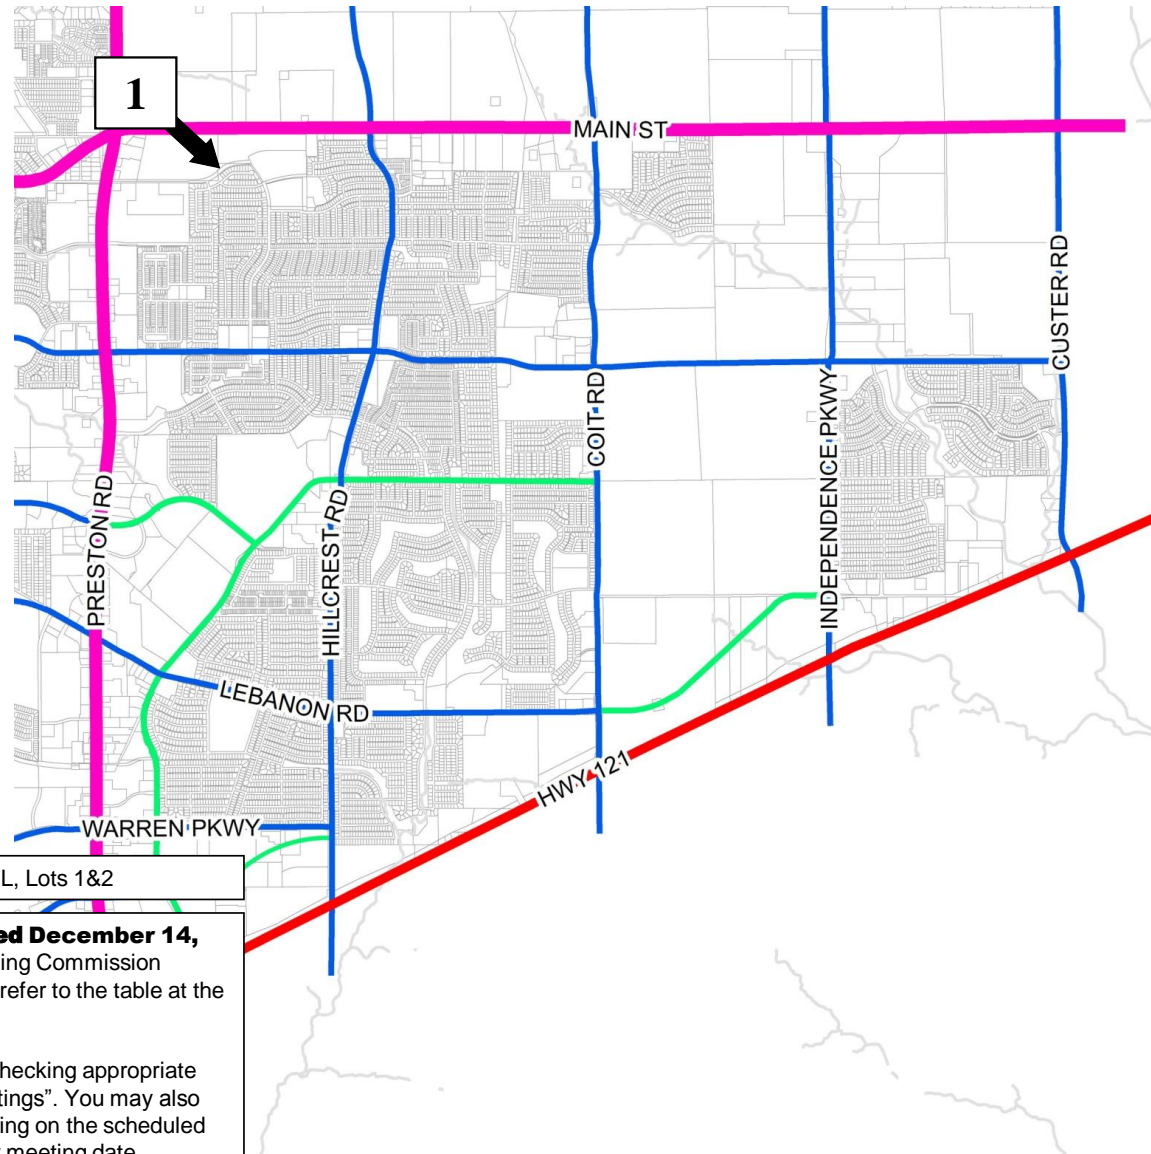 1
MAIN ST
CUSTER RD
COIT RD
INDEPENDENCE PKWY
PRESTON RD
HILLCREST RD
LEBANON RD
HWY 121
WARREN PKWY
L, Lots 1&2
ed December 14,
ing Commission
refer to the table at the
hecking appropriate
tings”. You may also
ing on the scheduled
meeting date